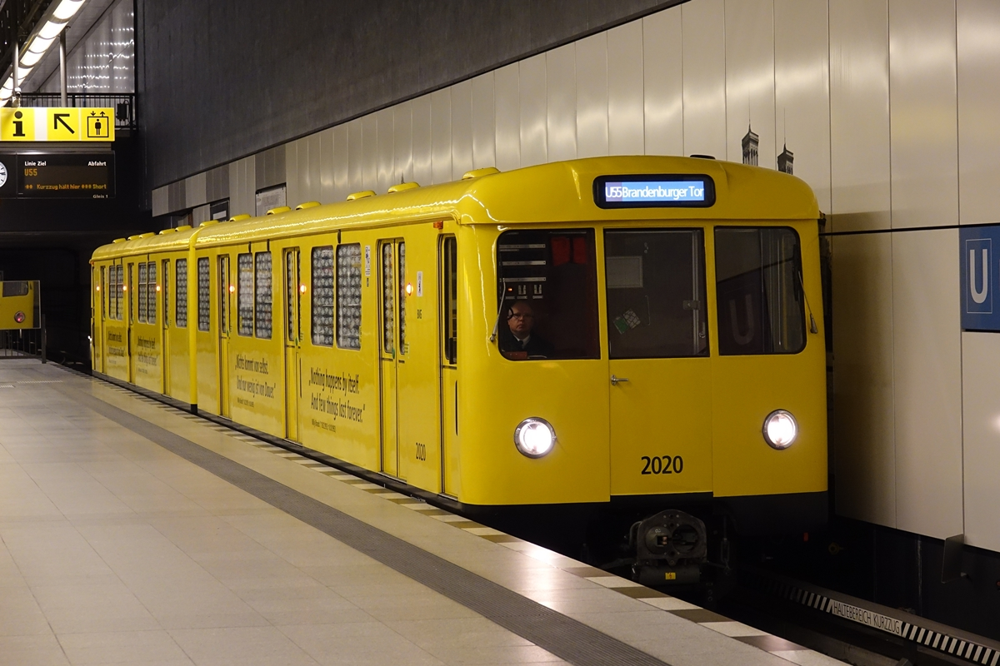 i
Linie Ziel Abfahrt
U55
** Kurzzug hält hier *** Short
Gleis 1
U55 Brandenburger Tor
U
BVG
„Nichts kommt von selbst.
Und nur wenig ist von Dauer.“
„Nothing happens by itself.
And few things last forever.“
2020
2020
HALTEBEREICH KURZZUG